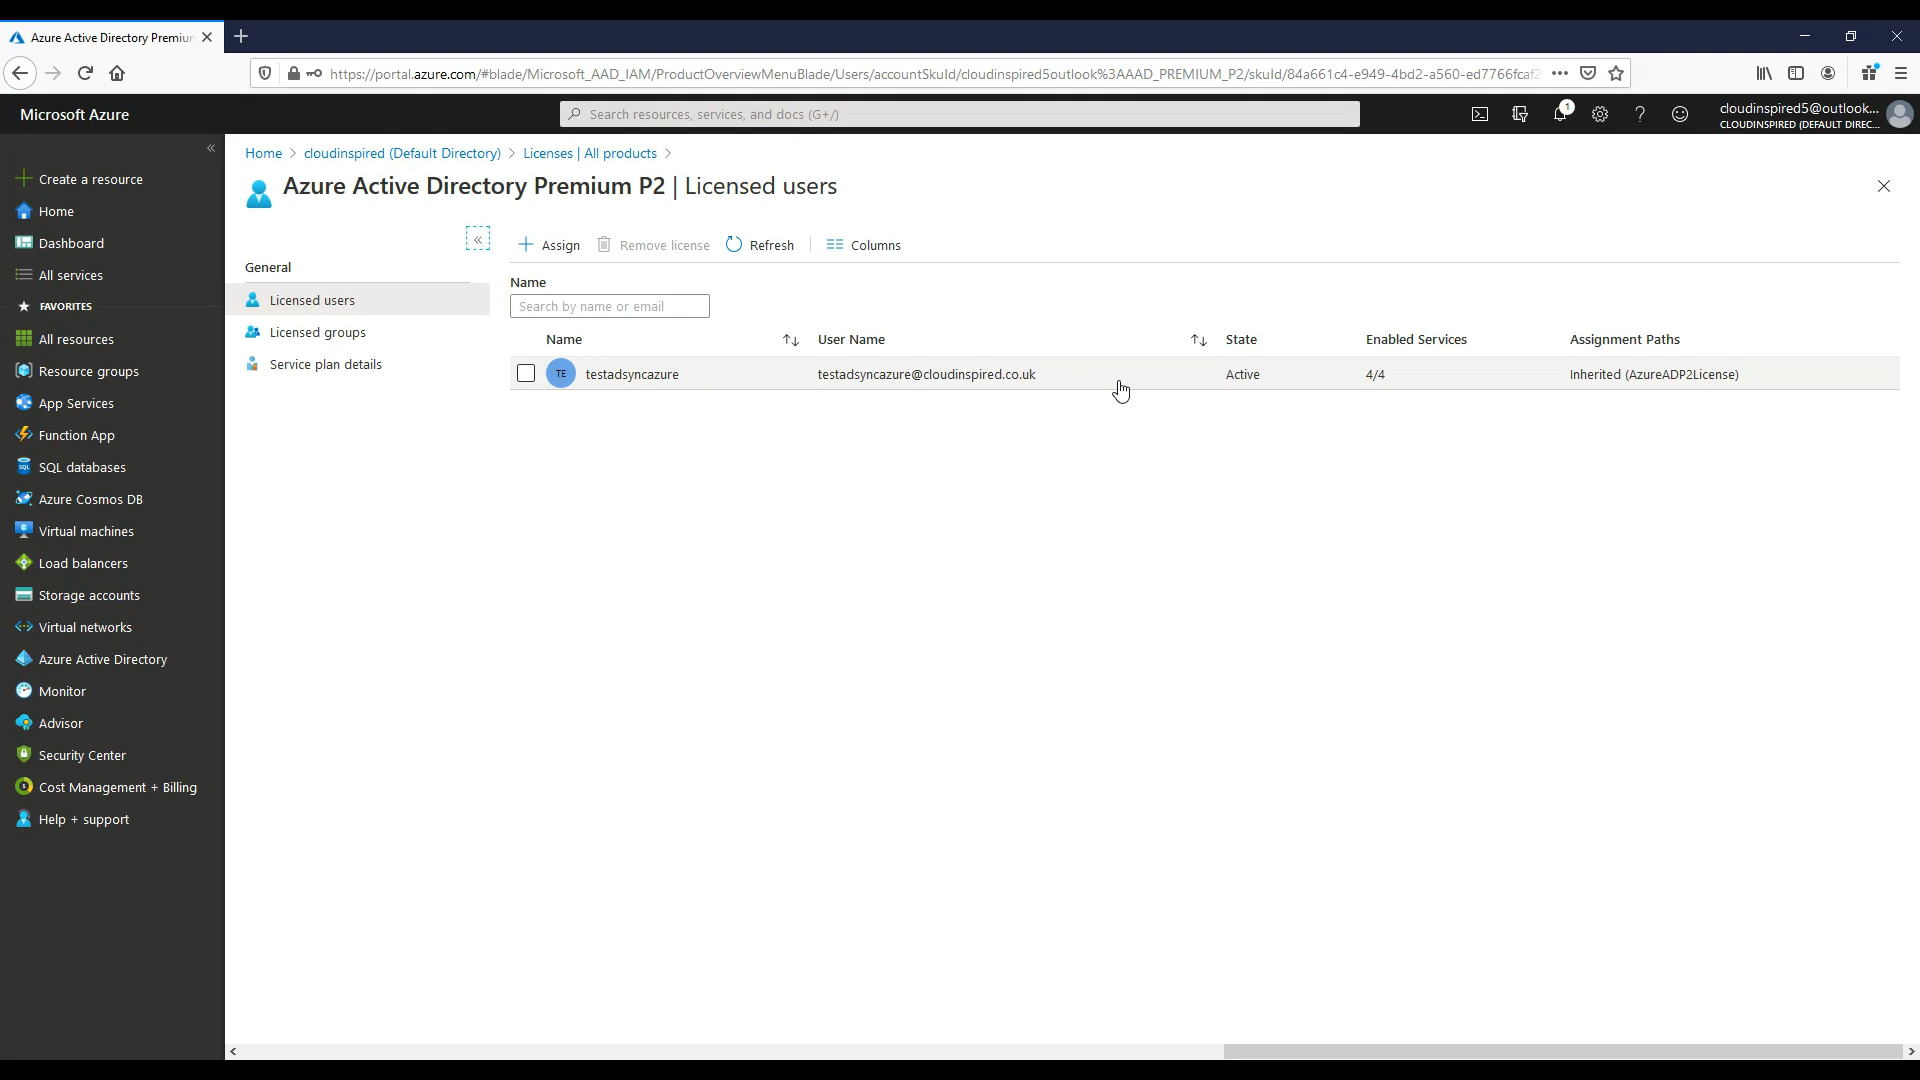 Azure Active Directory Premiun
https://portal.azure.com/#blade/Microsoft_AAD_IAM/ProductOverviewMenuBlade/Users/accountSkuId/cloudinspired5outlook%3AAAD_PREMIUM_P2/skuId/84a661c4-e949-4bd2-a560-ed7766fcaf2
Microsoft Azure
Search resources, services, and docs (G+/)
1
cloudinspired5@outlook...
CLOUDINSPIRED (DEFAULT DIREC...
Create a resource
Home
Dashboard
All services
FAVORITES
All resources
Resource groups
App Services
Function App
SQL databases
Azure Cosmos DB
Virtual machines
Load balancers
Storage accounts
Virtual networks
Azure Active Directory
Monitor
Advisor
Security Center
Cost Management + Billing
Help + support
Home > cloudinspired (Default Directory) > Licenses | All products >
Azure Active Directory Premium P2 | Licensed users
General
Licensed users
Licensed groups
Service plan details
Assign Remove license Refresh Columns
Name
Search by name or email
Name User Name State Enabled Services Assignment Paths
TE testadsyncazure testadsyncazure@cloudinspired.co.uk Active 4/4 Inherited (AzureADP2License)